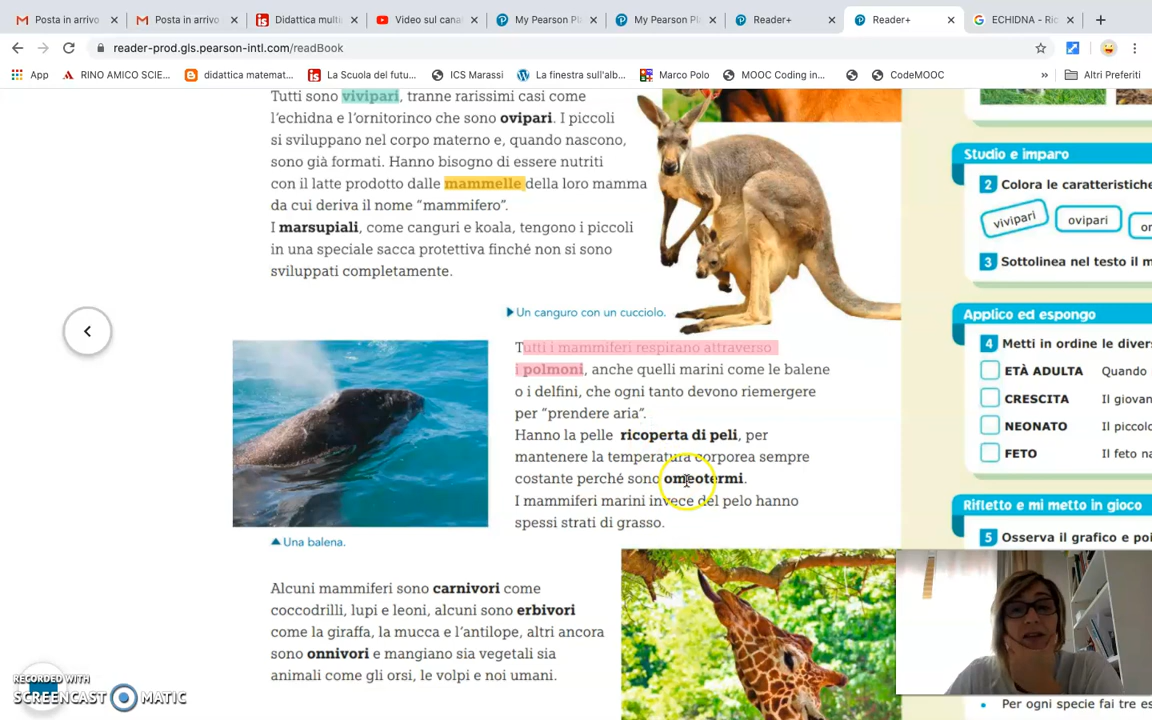 Posta in arrivo
Posta in arrivo
Didattica multi
Video sul cana
My Pearson Pl
My Pearson Pl
Reader+
Reader+
ECHIDNA - Ric
reader-prod.gls.pearson-intl.com/readBook
App
RINO AMICO SCIE...
didattica matemat...
La Scuola del futu...
ICS Marassi
La finestra sull'alb...
Marco Polo
MOOC Coding in...
CodeMOOC
»
Altri Preferiti
Tutti sono vivipari, tranne rarissimi casi come
l'echidna e l'ornitorinco che sono ovipari. I piccoli
si sviluppano nel corpo materno e, quando nascono,
sono già formati. Hanno bisogno di essere nutriti
con il latte prodotto dalle mammelle della loro mamma
da cui deriva il nome "mammifero".
I marsupiali, come canguri e koala, tengono i piccoli
in una speciale sacca protettiva finché non si sono
sviluppati completamente.
Un canguro con un cucciolo.
Tutti i mammiferi respirano attraverso
i polmoni, anche quelli marini come le balene
o i delfini, che ogni tanto devono riemergere
per "prendere aria".
Hanno la pelle ricoperta di peli, per
mantenere la temperatura corporea sempre
costante perché sono omeotermi.
I mammiferi marini invece del pelo hanno
spessi strati di grasso.
Una balena.
Alcuni mammiferi sono carnivori come
coccodrilli, lupi e leoni, alcuni sono erbivori
come la giraffa, la mucca e l'antilope, altri ancora
sono onnivori e mangiano sia vegetali sia
animali come gli orsi, le volpi e noi umani.
Studio e imparo
2 Colora le caratteristiche
vivipari
ovipari
3 Sottolinea nel testo il m
Applico ed espongo
4 Metti in ordine le diver
ETÀ ADULTA Quando
CRESCITA Il giovan
NEONATO Il piccolo
FETO Il feto na
Rifletto e mi metto in gioco
5 Osserva il grafico e poi
• Per ogni specie fai tre es
RECORDED WITH
SCREENCAST MATIC